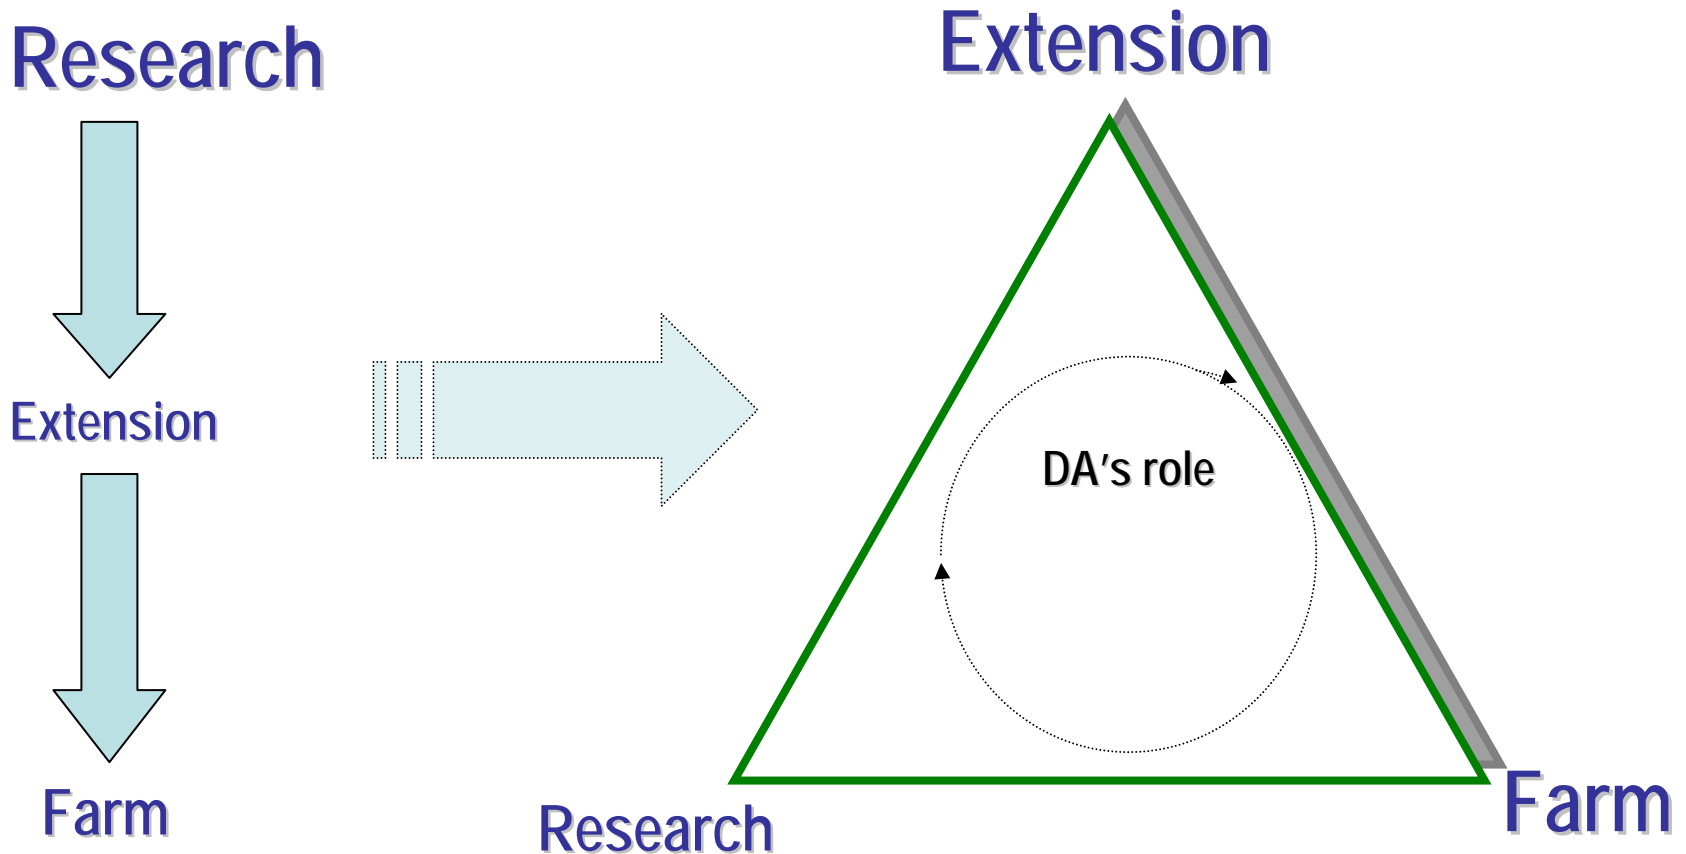 Research
Extension
Farm
Extension
DA's role
Research
Farm